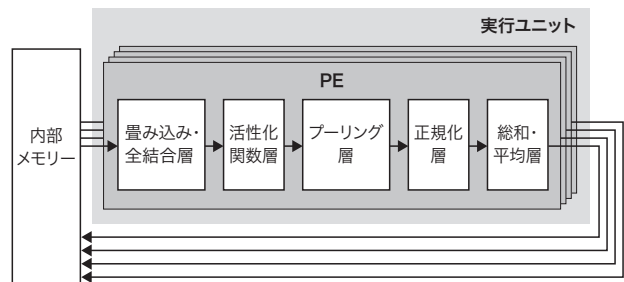 実行ユニット
PE
内部
メモリー
畳み込み・
全結合層
活性化
関数層
プーリング
層
正規化
層
総和・
平均層